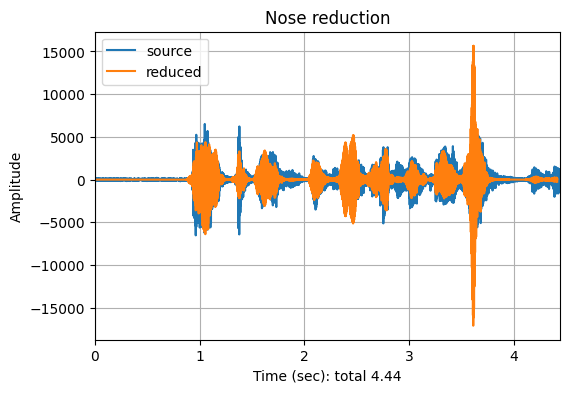 Nose reduction
source
reduced
15000
10000
5000
0
−5000
−10000
−15000
Amplitude
0 1 2 3 4
Time (sec): total 4.44